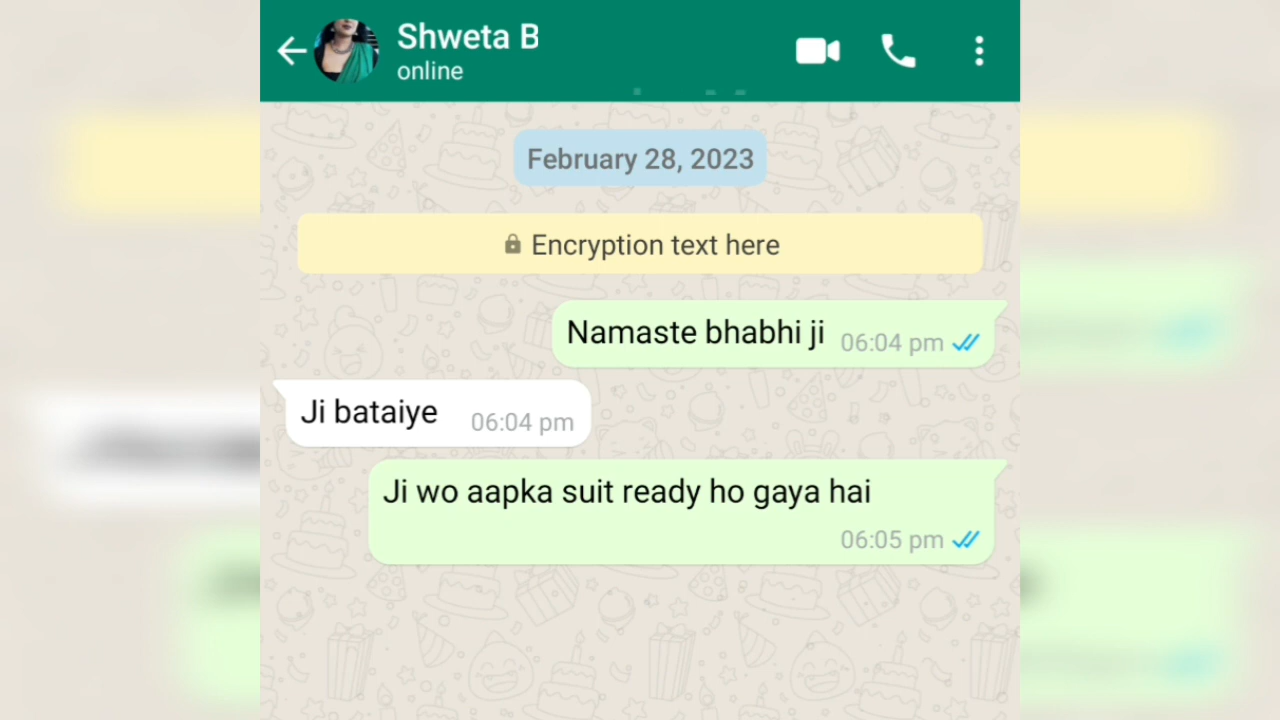 Shweta B
online
February 28, 2023
Encryption text here
Namaste bhabhi ji 06:04 pm
Ji bataiye 06:04 pm
Ji wo aapka suit ready ho gaya hai
06:05 pm